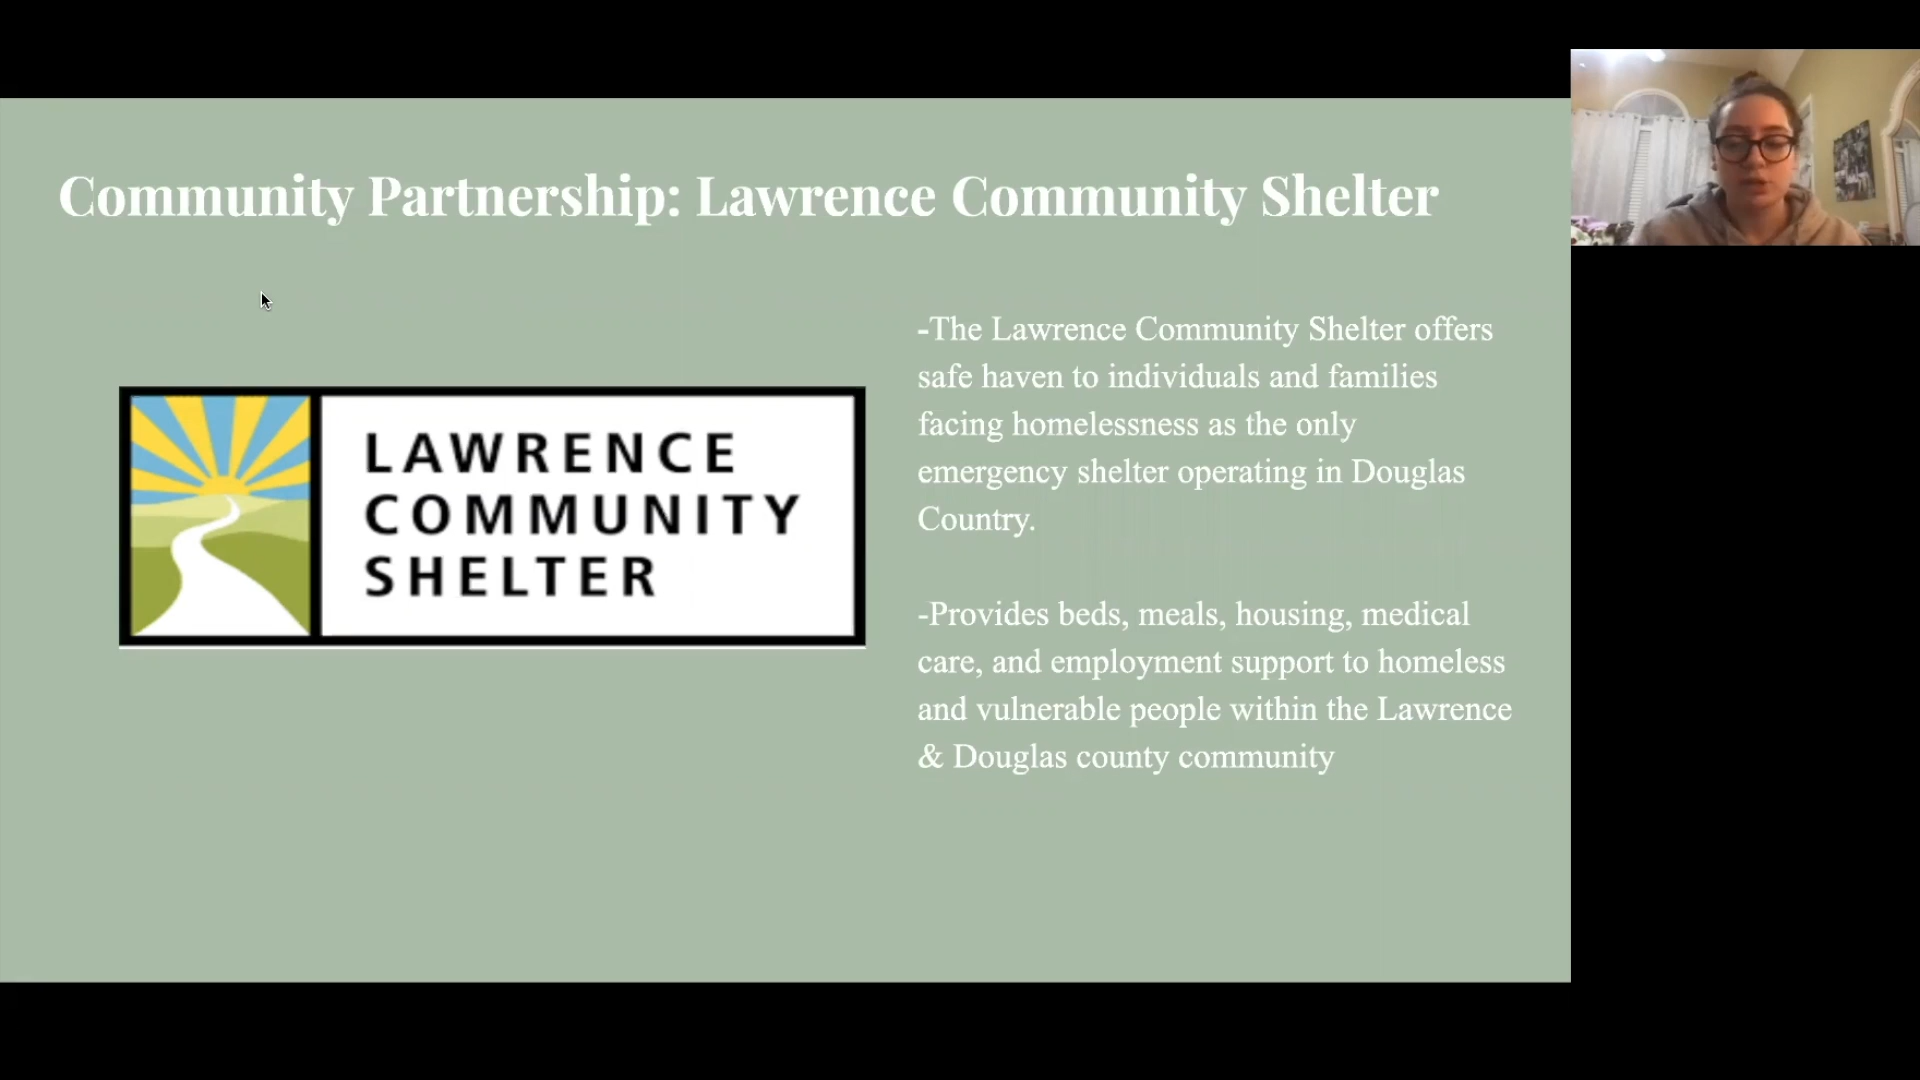 Community Partnership: Lawrence Community Shelter
LAWRENCE
COMMUNITY
SHELTER
-The Lawrence Community Shelter offers
safe haven to individuals and families
facing homelessness as the only
emergency shelter operating in Douglas
Country.
-Provides beds, meals, housing, medical
care, and employment support to homeless
and vulnerable people within the Lawrence
& Douglas county community